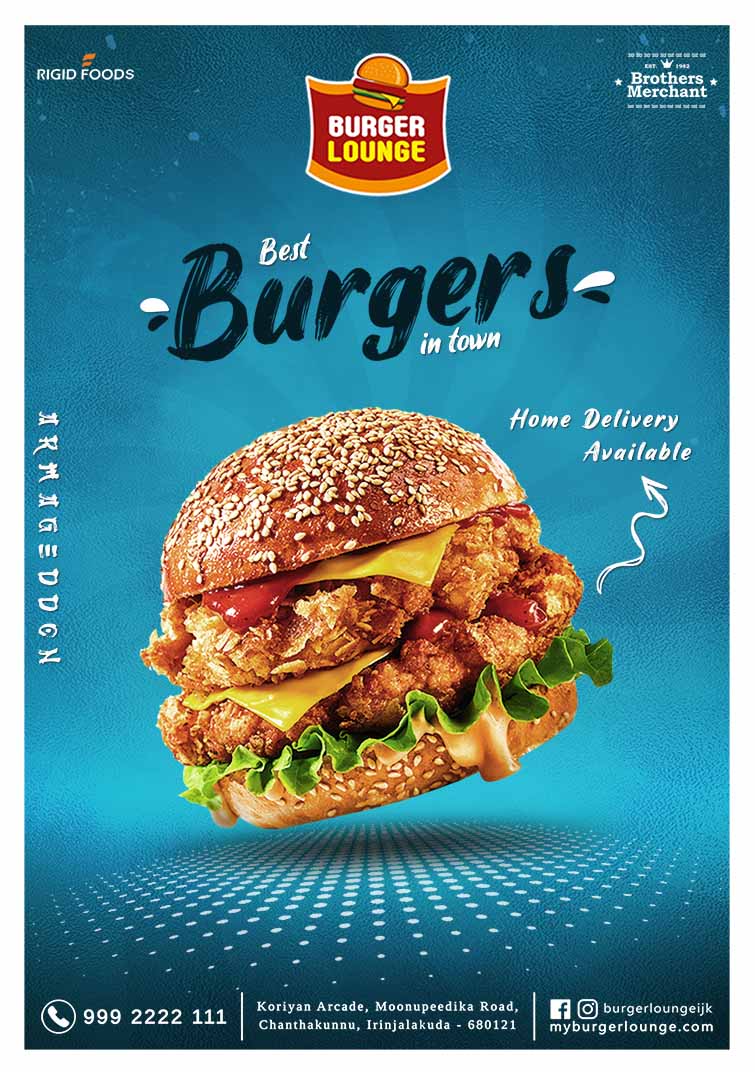 RIGID FOODS
BURGER
LOUNGE
EST. 1982
Brothers
Merchant
Best
Burgers
in town
Home Delivery
Available
ARMAGEDDON
999 2222 111
Koriyan Arcade, Moonupeedika Road,
Chanthakunnu, Irinjalakuda - 680121
burgerloungeijk
myburgerlounge.com